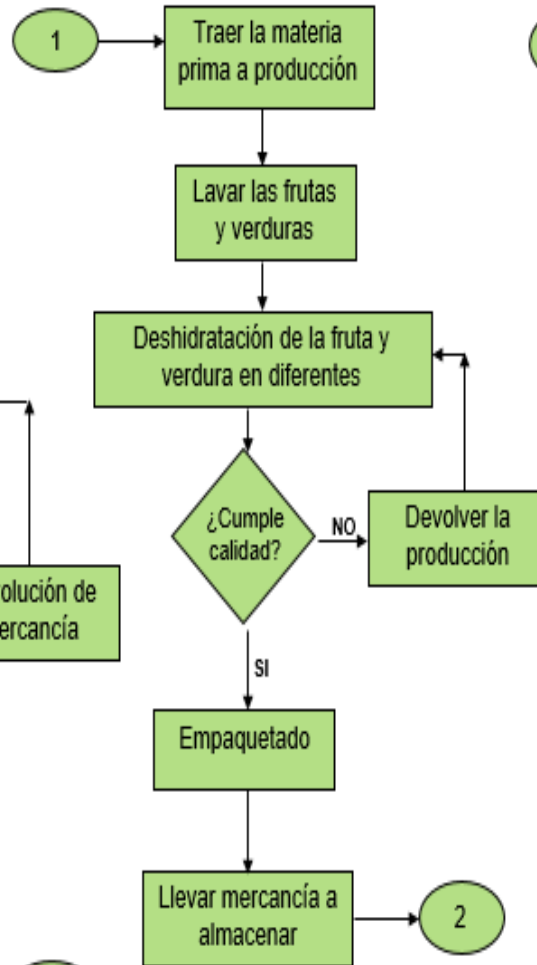 1
Traer la materia
prima a producción
Lavar las frutas
y verduras
Deshidratación de la fruta y
verdura en diferentes
¿Cumple
calidad?
NO
Devolver la
producción
de
SI
Empaquetado
Llevar mercancía a
almacenar
2